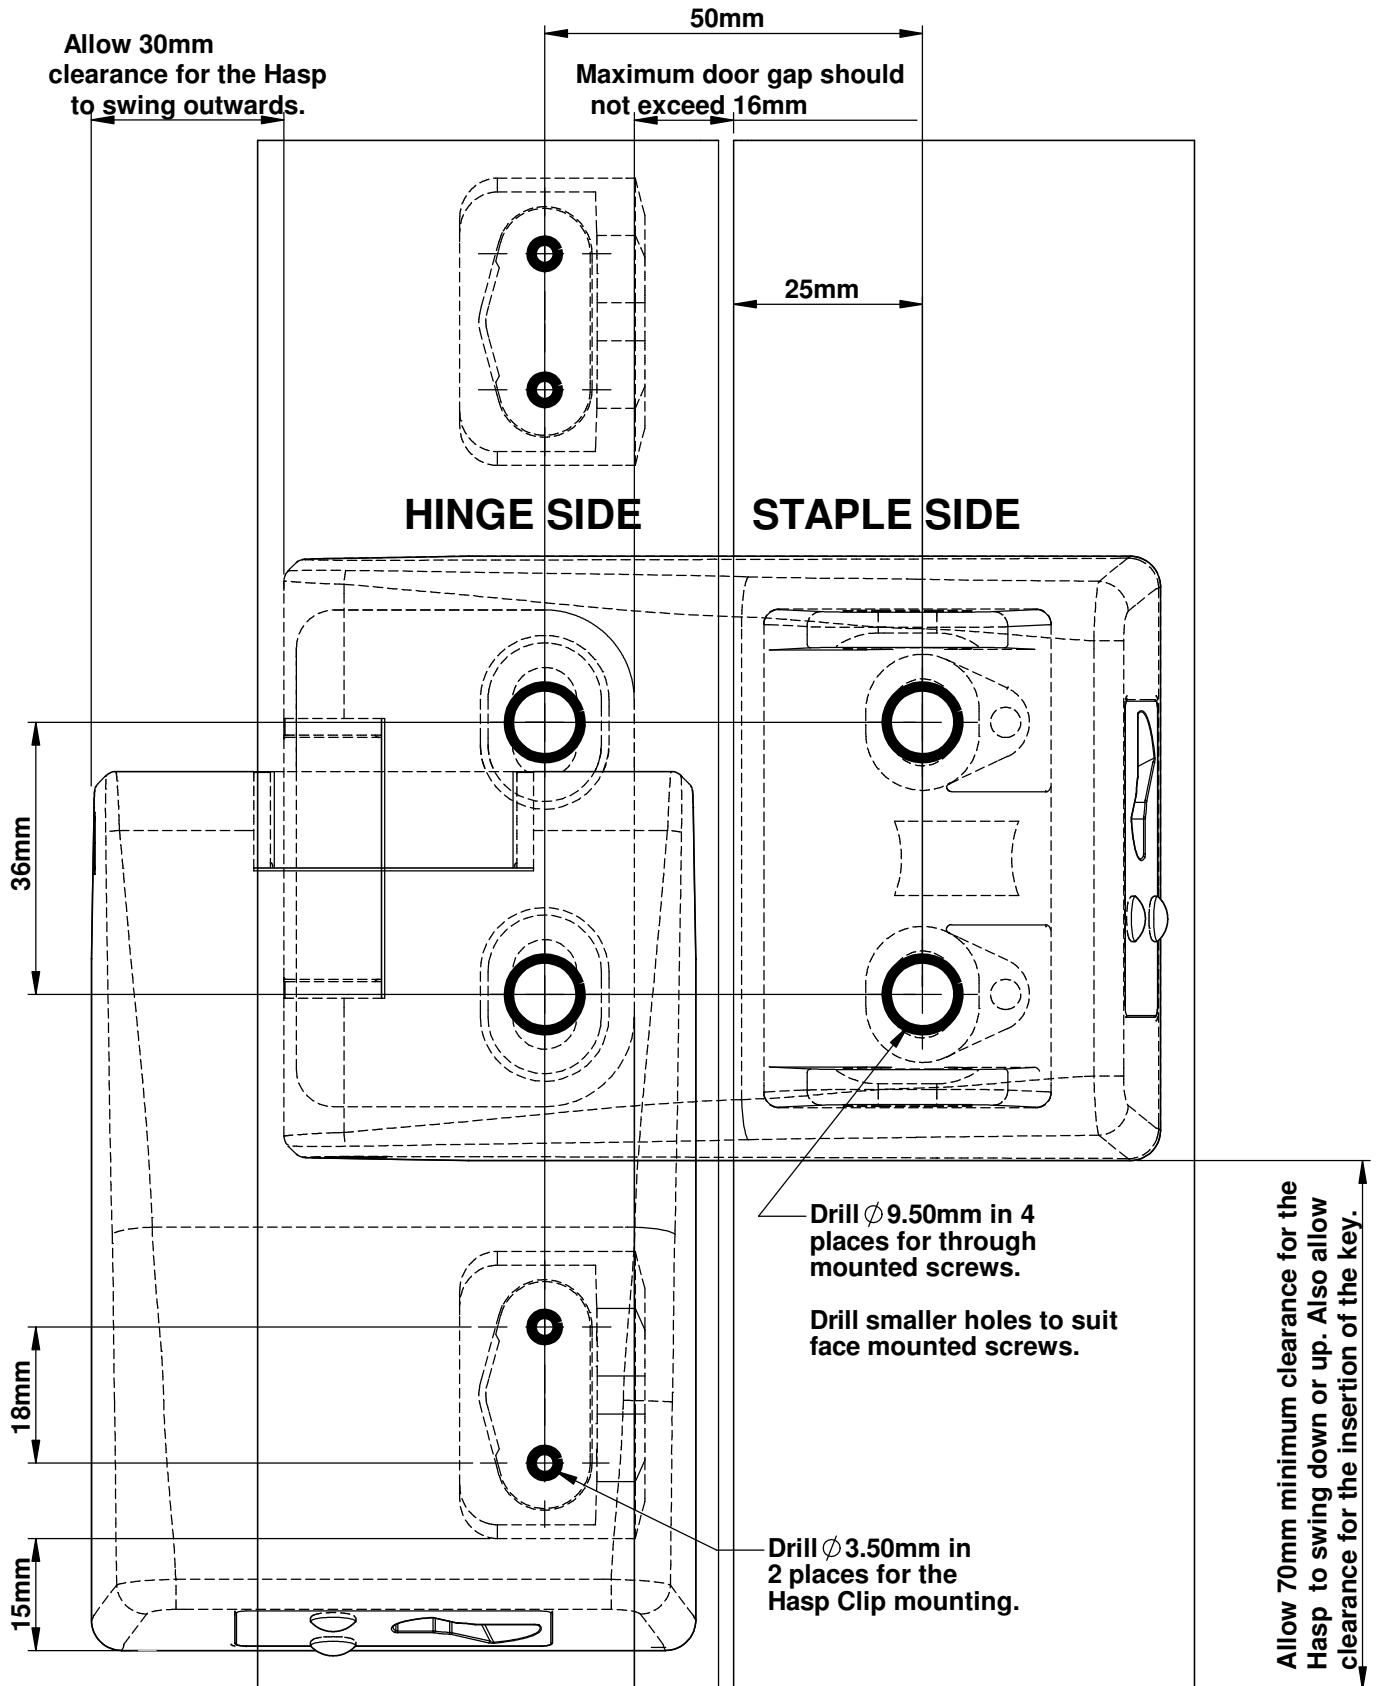 50mm
Allow 30mm
clearance for the Hasp
to swing outwards.
Maximum door gap should
not exceed 16mm
25mm
HINGE SIDE
STAPLE SIDE
36mm
Drill ∅9.50mm in 4
places for through
mounted screws.
Drill smaller holes to suit
face mounted screws.
18mm
15mm
Drill ∅3.50mm in
2 places for the
Hasp Clip mounting.
Allow 70mm minimum clearance for the
Hasp to swing down or up. Also allow
clearance for the insertion of the key.